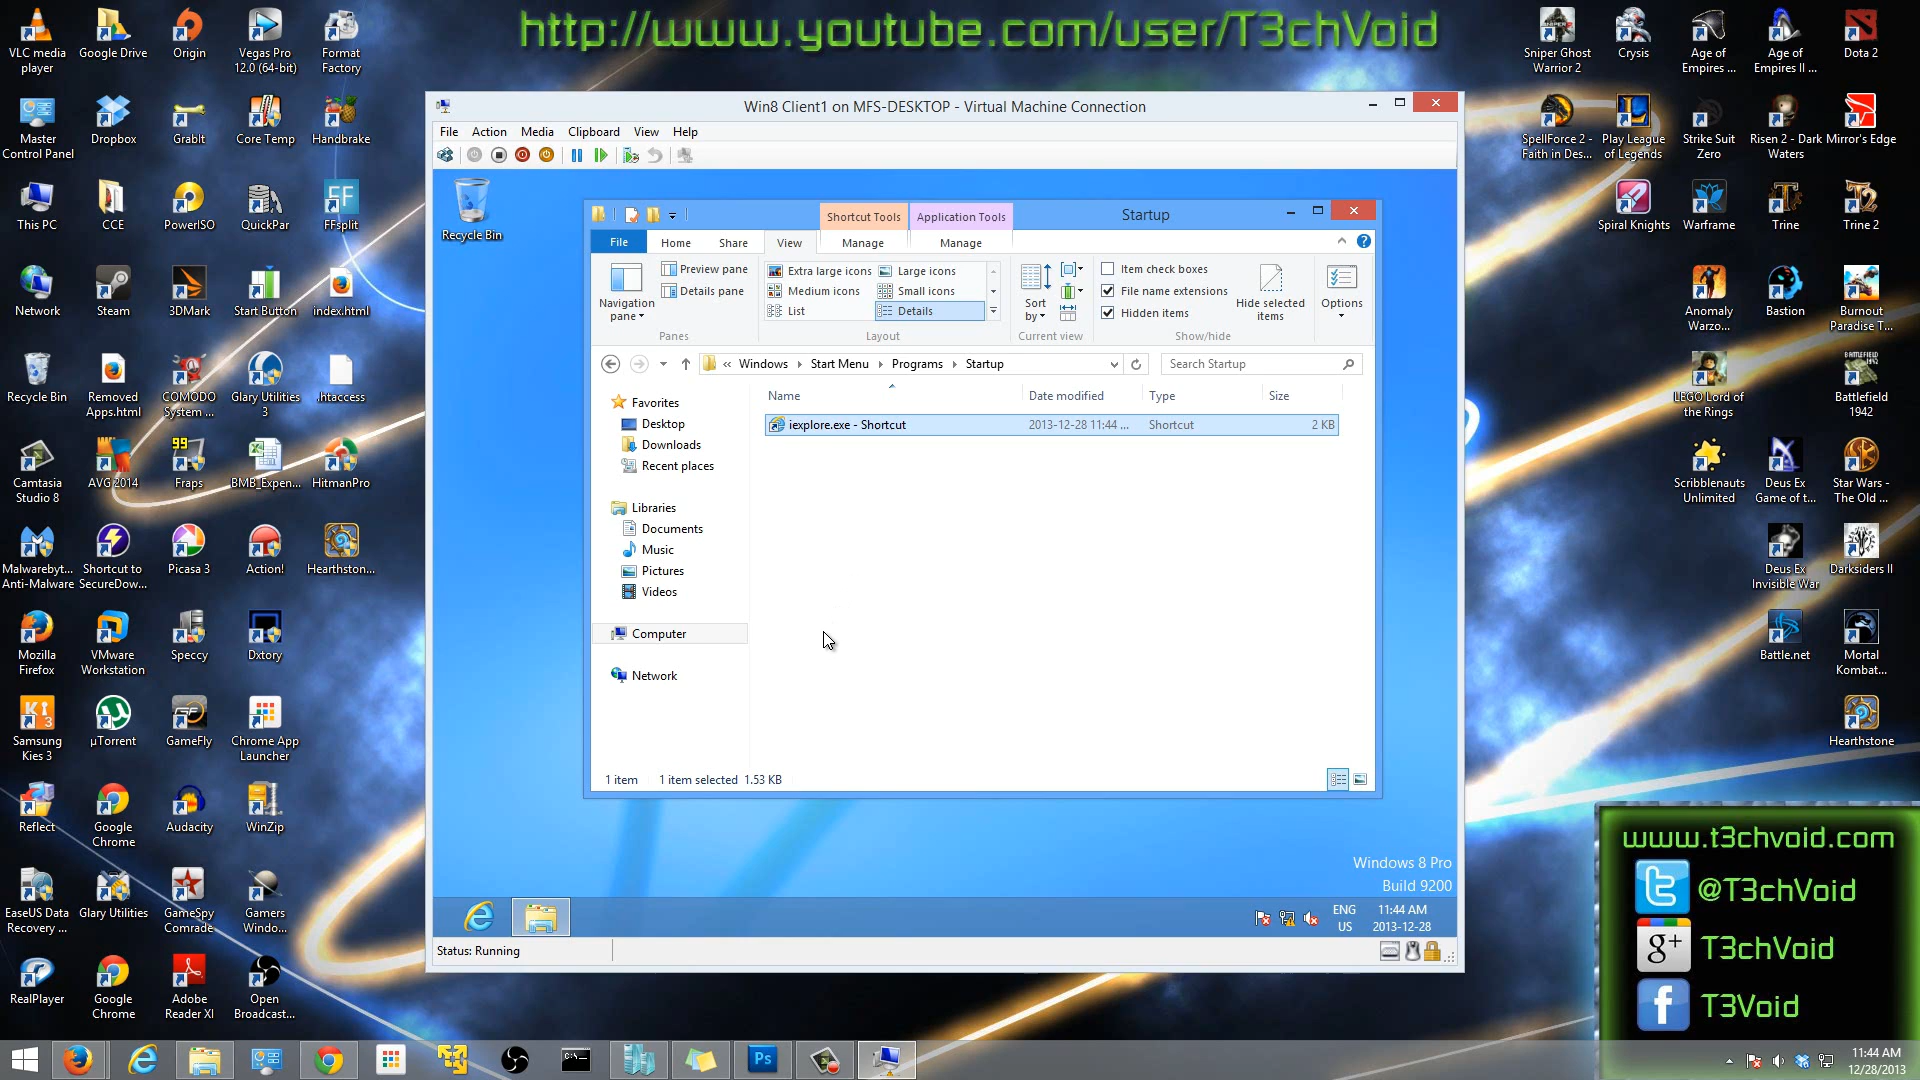 http://www.youtube.com/user/T3chVoid
VLC media player
Google Drive
Origin
Vegas Pro 12.0 (64-bit)
Format Factory
Master Control Panel
Dropbox
GrabIt
Core Temp
Handbrake
This PC
CCE
PowerISO
QuickPar
FFsplit
Network
Steam
3DMark
Start Button
index.html
Recycle Bin
Removed Apps.html
COMODO System ...
Glary Utilities 3
.htaccess
Camtasia Studio 8
AVG 2014
99
Fraps
BMB_Expen...
HitmanPro
Malwarebyt... Anti-Malware
Shortcut to SecureDow...
Picasa 3
Action!
Hearthston...
Mozilla Firefox
VMware Workstation
Speccy
Dxtory
Samsung Kies 3
µTorrent
GameFly
Chrome App Launcher
Reflect
Google Chrome
Audacity
WinZip
EaseUS Data Recovery ...
Glary Utilities
GameSpy Comrade
Gamers Windo...
RealPlayer
Google Chrome
Adobe Reader XI
Open Broadcast...
Win8 Client1 on MFS-DESKTOP - Virtual Machine Connection
File Action Media Clipboard View Help
Recycle Bin
Shortcut Tools Application Tools Startup
File Home Share View Manage Manage
Navigation pane
Preview pane
Details pane
Panes
Extra large icons Large icons
Medium icons Small icons
List Details
Layout
Sort by
Current view
Item check boxes
File name extensions
Hidden items
Hide selected items
Show/hide
Options
« Windows Start Menu Programs Startup
Search Startup
Name Date modified Type Size
iexplore.exe - Shortcut 2013-12-28 11:44 ... Shortcut 2 KB
Favorites
Desktop
Downloads
Recent places
Libraries
Documents
Music
Pictures
Videos
Computer
Network
1 item 1 item selected 1.53 KB
Windows 8 Pro
Build 9200
ENG US
11:44 AM
2013-12-28
Status: Running
Sniper Ghost Warrior 2
Crysis
Age of Empires ...
Age of Empires II ...
Dota 2
SpellForce 2 - Faith in Des...
Play League of Legends
Strike Suit Zero
Risen 2 - Dark Waters
Mirror's Edge
Spiral Knights
Warframe
Trine
Trine 2
Anomaly Warzo...
Bastion
Burnout Paradise T...
LEGO Lord of the Rings
Battlefield 1942
Scribblenauts Unlimited
Deus Ex Game of t...
Star Wars - The Old ...
Deus Ex Invisible War
Darksiders II
Battle.net
Mortal Kombat...
Hearthstone
www.t3chvoid.com
@T3chVoid
g+ T3chVoid
f T3Void
Ps
11:44 AM
12/28/2013